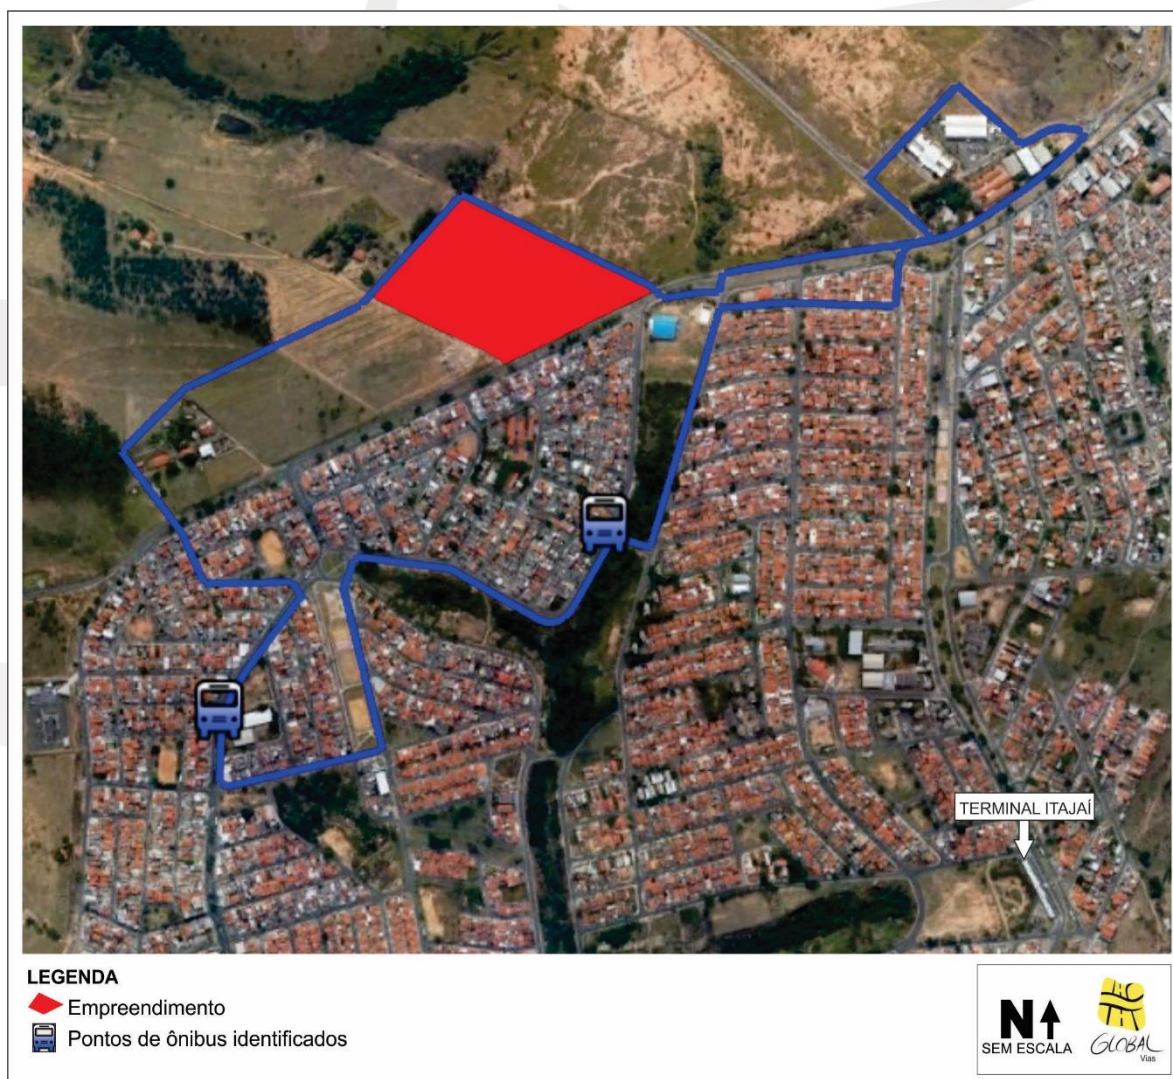 TERMINAL ITAJAÍ
LEGENDA
Empreendimento
Pontos de ônibus identificados
N
SEM ESCALA
GLOBAL
Vias